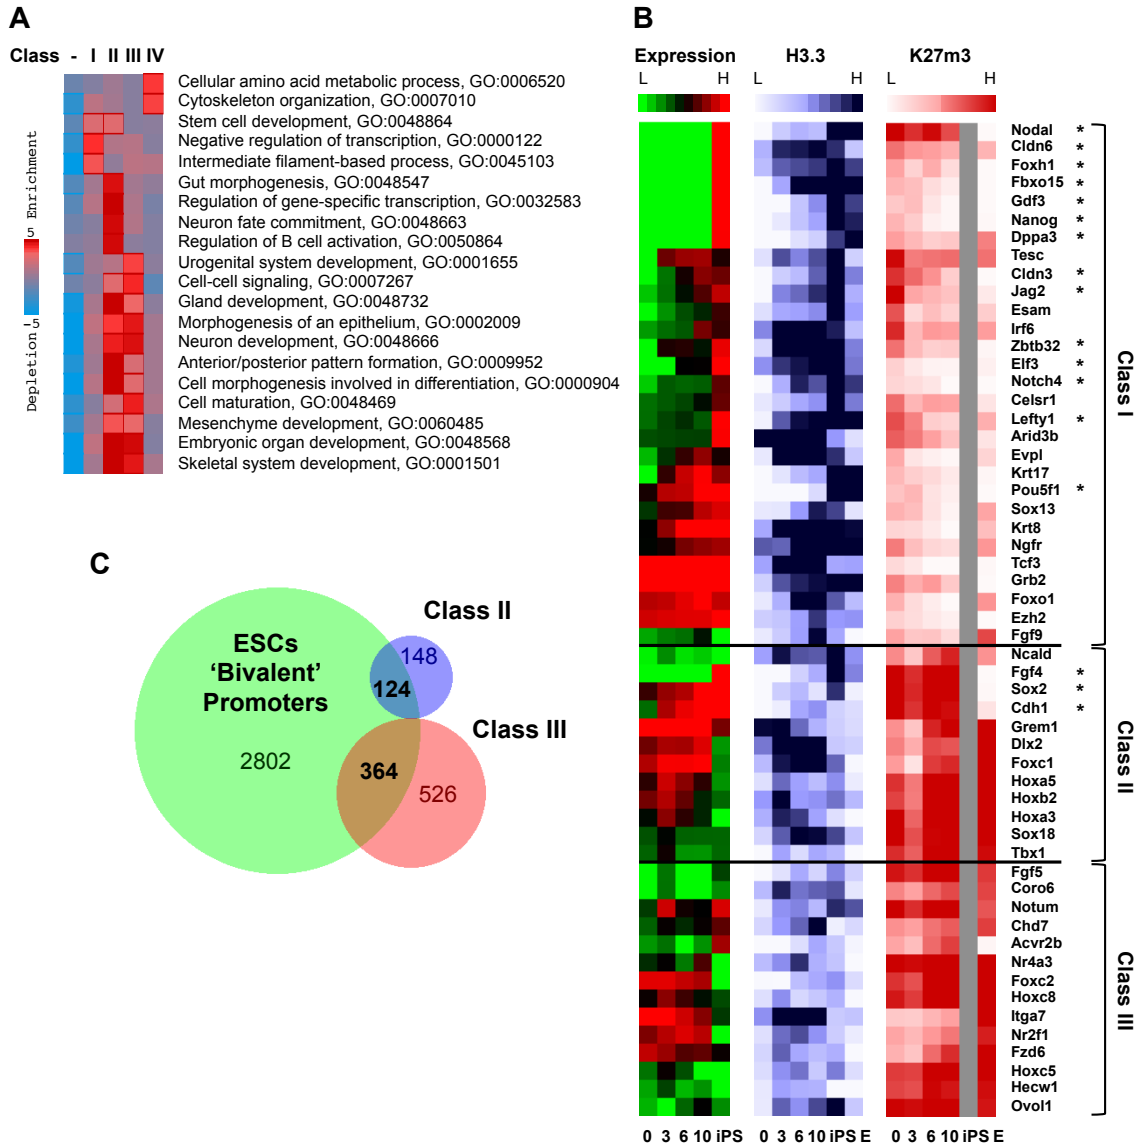 A
Class - I II III IV
Cellular amino acid metabolic process, GO:0006520
Cytoskeleton organization, GO:0007010
Stem cell development, GO:0048864
Negative regulation of transcription, GO:0000122
Intermediate filament-based process, GO:0045103
Gut morphogenesis, GO:0048547
Regulation of gene-specific transcription, GO:0032583
Neuron fate commitment, GO:0048663
Regulation of B cell activation, GO:0050864
Urogenital system development, GO:0001655
Cell-cell signaling, GO:0007267
Gland development, GO:0048732
Morphogenesis of an epithelium, GO:0002009
Neuron development, GO:0048666
Anterior/posterior pattern formation, GO:0009952
Cell morphogenesis involved in differentiation, GO:0000904
Cell maturation, GO:0048469
Mesenchyme development, GO:0060485
Embryonic organ development, GO:0048568
Skeletal system development, GO:0001501
Depletion -5 5 Enrichment
B
Expression H3.3 K27m3
L H L H L H
Nodal *
Cldn6 *
Foxh1 *
Fbxo15 *
Gdf3 *
Nanog *
Dppa3 *
Tesc
Cldn3 *
Jag2 *
Esam
Irf6
Zbtb32 *
Elf3 *
Notch4 *
Celsr1
Lefty1 *
Arid3b
Evpl
Krt17
Pou5f1 *
Sox13
Krt8
Ngfr
Tcf3
Grb2
Foxo1
Ezh2
Fgf9
Class I
Ncald
Fgf4 *
Sox2 *
Cdh1 *
Grem1
Dlx2
Foxc1
Hoxa5
Hoxb2
Hoxa3
Sox18
Tbx1
Class II
Fgf5
Coro6
Notum
Chd7
Acvr2b
Nr4a3
Foxc2
Hoxc8
Itga7
Nr2f1
Fzd6
Hoxc5
Hecw1
Ovol1
Class III
0 3 6 10 iPS 0 3 6 10 iPS E 0 3 6 10 iPS E
C
ESCs
'Bivalent'
Promoters
2802
Class II
148
124
Class III
364
526